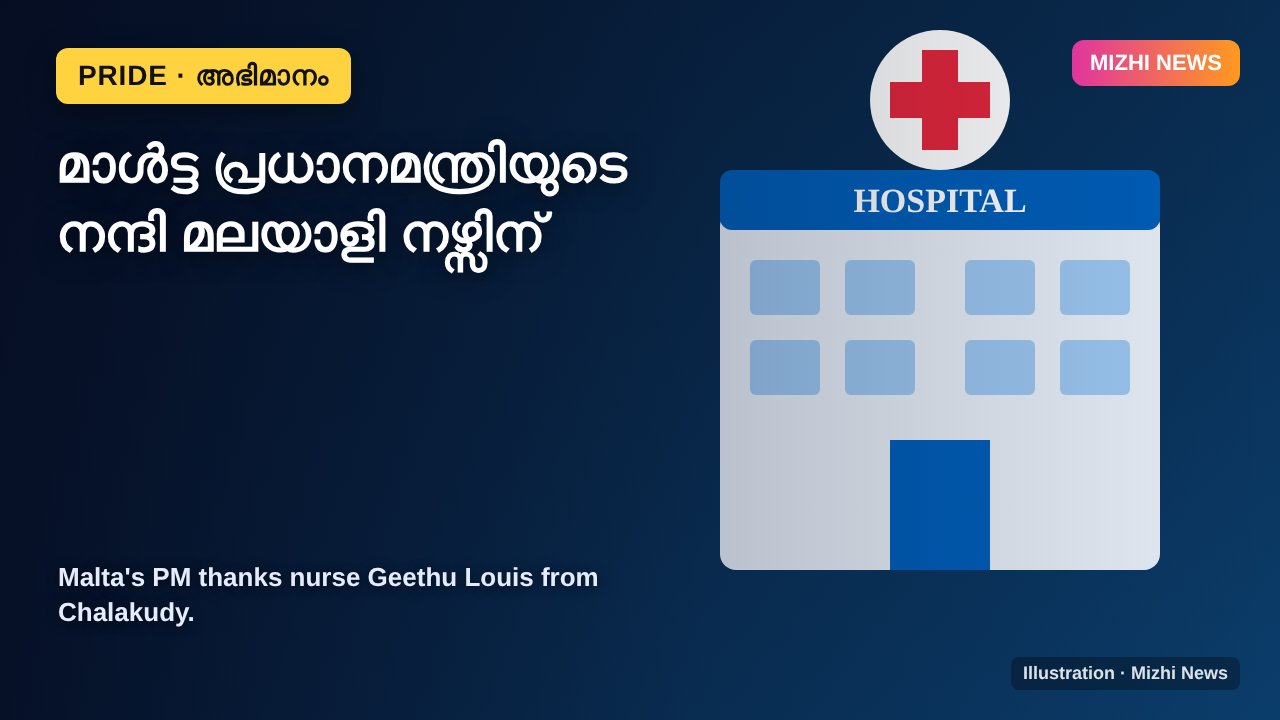 PRIDE · അഭിമാനം
MIZHI NEWS
മാൾട്ട പ്രധാനമന്ത്രിയുടെ
നന്ദി മലയാളി നഴ്സിന്
HOSPITAL
Malta's PM thanks nurse Geethu Louis from
Chalakudy.
Illustration · Mizhi News